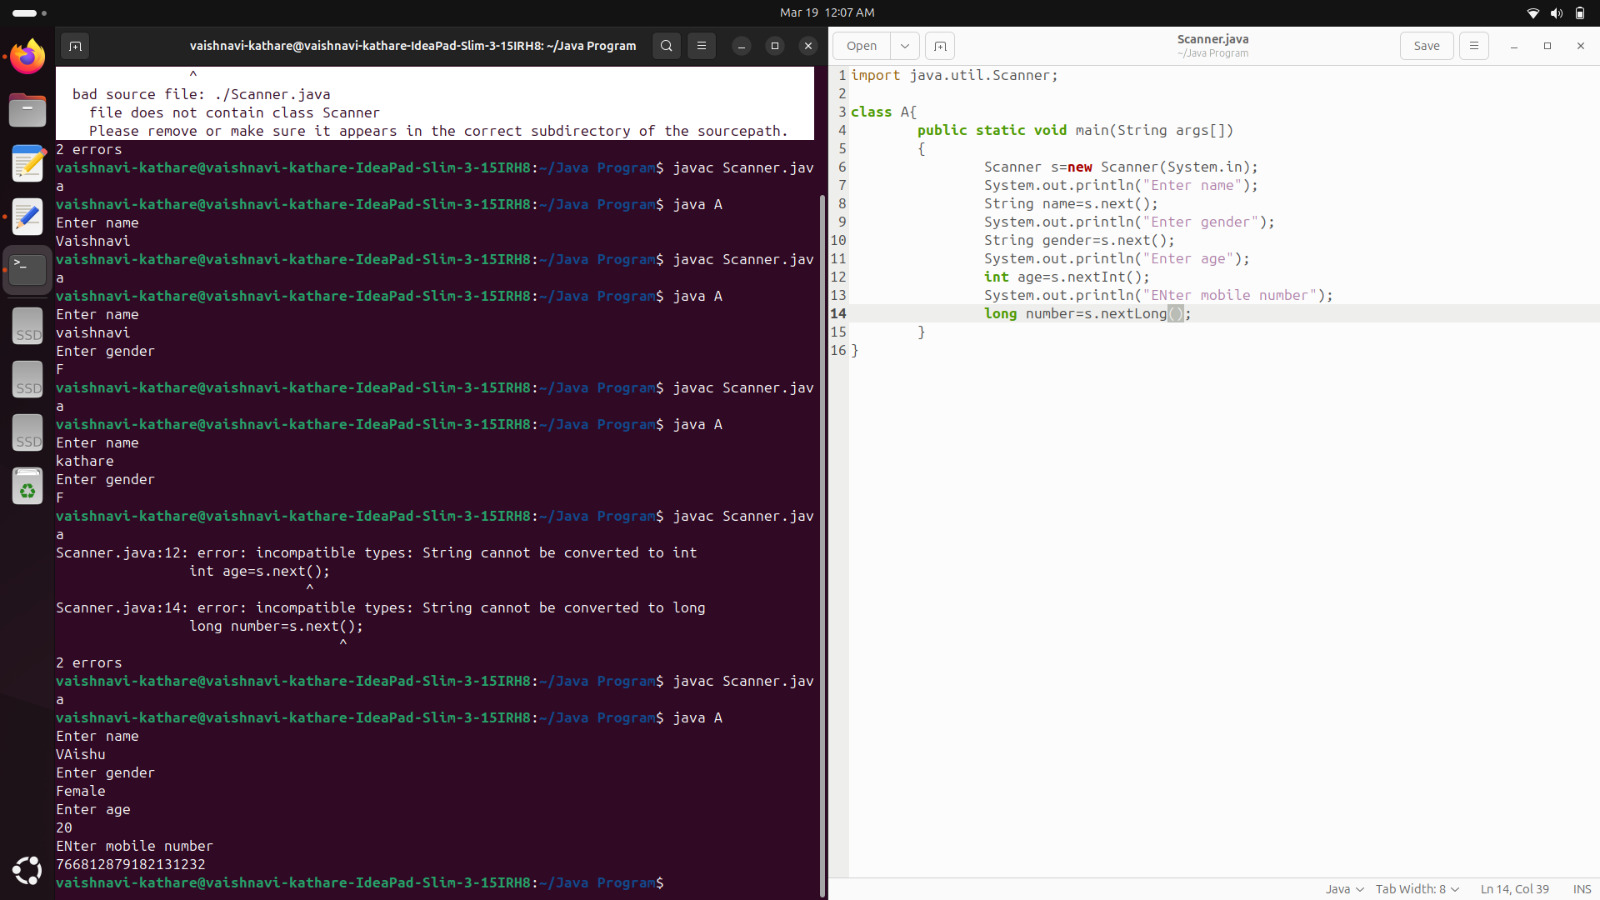 Mar 19 12:07 AM
vaishnavi-kathare@vaishnavi-kathare-IdeaPad-Slim-3-15IRH8: ~/Java Program
^
bad source file: ./Scanner.java
file does not contain class Scanner
Please remove or make sure it appears in the correct subdirectory of the sourcepath.
2 errors
vaishnavi-kathare@vaishnavi-kathare-IdeaPad-Slim-3-15IRH8:~/Java Program$ javac Scanner.jav
a
vaishnavi-kathare@vaishnavi-kathare-IdeaPad-Slim-3-15IRH8:~/Java Program$ java A
Enter name
Vaishnavi
vaishnavi-kathare@vaishnavi-kathare-IdeaPad-Slim-3-15IRH8:~/Java Program$ javac Scanner.jav
a
vaishnavi-kathare@vaishnavi-kathare-IdeaPad-Slim-3-15IRH8:~/Java Program$ java A
Enter name
vaishnavi
Enter gender
F
vaishnavi-kathare@vaishnavi-kathare-IdeaPad-Slim-3-15IRH8:~/Java Program$ javac Scanner.jav
a
vaishnavi-kathare@vaishnavi-kathare-IdeaPad-Slim-3-15IRH8:~/Java Program$ java A
Enter name
kathare
Enter gender
F
vaishnavi-kathare@vaishnavi-kathare-IdeaPad-Slim-3-15IRH8:~/Java Program$ javac Scanner.jav
a
Scanner.java:12: error: incompatible types: String cannot be converted to int
int age=s.next();
^
Scanner.java:14: error: incompatible types: String cannot be converted to long
long number=s.next();
^
2 errors
vaishnavi-kathare@vaishnavi-kathare-IdeaPad-Slim-3-15IRH8:~/Java Program$ javac Scanner.jav
a
vaishnavi-kathare@vaishnavi-kathare-IdeaPad-Slim-3-15IRH8:~/Java Program$ java A
Enter name
VAishu
Enter gender
Female
Enter age
20
ENter mobile number
766812879182131232
vaishnavi-kathare@vaishnavi-kathare-IdeaPad-Slim-3-15IRH8:~/Java Program$
>_
SSD
SSD
SSD
Open
Scanner.java
~/Java Program
Save
1 import java.util.Scanner;
2
3 class A{
4 public static void main(String args[])
5 {
6 Scanner s=new Scanner(System.in);
7 System.out.println("Enter name");
8 String name=s.next();
9 System.out.println("Enter gender");
10 String gender=s.next();
11 System.out.println("Enter age");
12 int age=s.nextInt();
13 System.out.println("ENter mobile number");
14 long number=s.nextLong();
15 }
16 }
Java Tab Width: 8 Ln 14, Col 39 INS